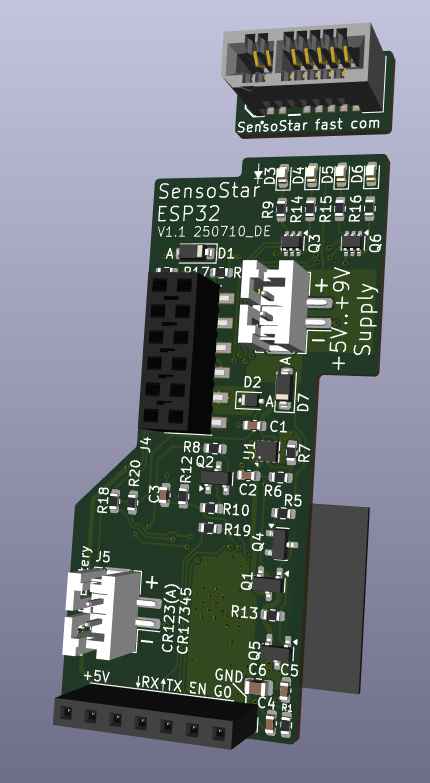 SensoStar fast com
D3
D4
D5
D6
SensoStar
ESP32
V1.1 250710_DE
R9
R14
R15
R16
A
D1
Q3
Q6
R17
R
+
-
+5V..+9V
Supply
A
D2
A
D7
C1
J4
R8
U1
R7
Q2
R20
R18
C3
R12
C2
R6
R10
R5
R19
Q4
J5
+
-
CR123(A)
CR17345
Q1
R13
Q5
+5V
↓RX↑TX
EN
GND
G0
C6
C5
C4
R1